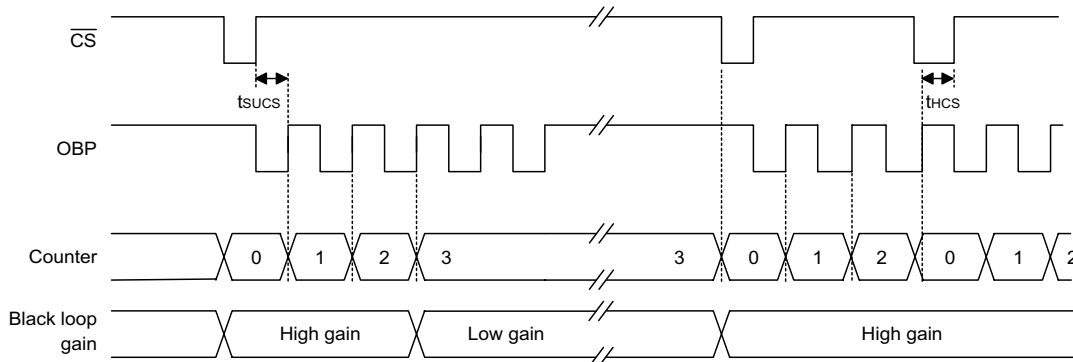 CS
tSUCS
tHCS
OBP
Counter 0 1 2 3 3 0 1 2 0 1 2
Black loop
gain
High gain Low gain High gain